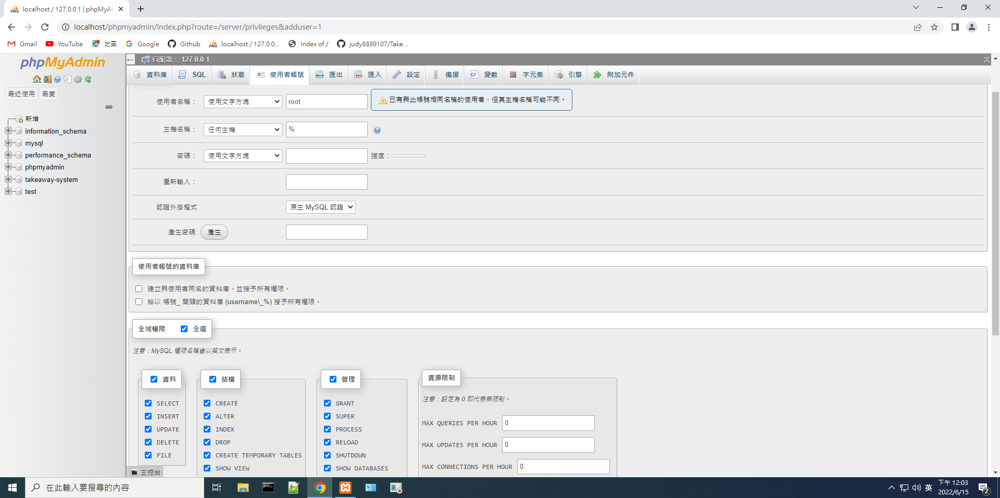 localhost / 127.0.0.1 | phpMyAd
localhost/phpmyadmin/index.php?route=/server/privileges&adduser=1
Gmail
YouTube
地圖
Google
Github
localhost / 127.0.0...
Index of /
judy8889107/Take...
phpMyAdmin
最近使用
最愛
新增
information_schema
mysql
performance_schema
phpmyadmin
takeaway-system
test
伺服器： 127.0.0.1
資料庫
SQL
狀態
使用者帳號
匯出
匯入
設定
備援
變數
字元集
引擎
附加元件
使用者名稱： 使用文字方塊 root 已有與此帳號相同名稱的使用者，但其主機名稱可能不同。
主機名稱： 任何主機 %
密碼： 使用文字方塊 強度：
重新輸入：
認證外掛程式 原生 MySQL 認證
產生密碼: 產生
使用者帳號的資料庫
建立與使用者同名的資料庫，並授予所有權限。
給以 帳號_ 開頭的資料庫 (username\_%) 授予所有權限。
全域權限 全選
注意：MySQL 權限名稱會以英文表示。
資料
SELECT
INSERT
UPDATE
DELETE
FILE
結構
CREATE
ALTER
INDEX
DROP
CREATE TEMPORARY TABLES
SHOW VIEW
管理
GRANT
SUPER
PROCESS
RELOAD
SHUTDOWN
SHOW DATABASES
資源限制
注意：設定為 0 即代表無限制。
MAX QUERIES PER HOUR 0
MAX UPDATES PER HOUR 0
MAX CONNECTIONS PER HOUR 0
主控台
在此輸入要搜尋的內容
英
下午 12:03
2022/6/15
2